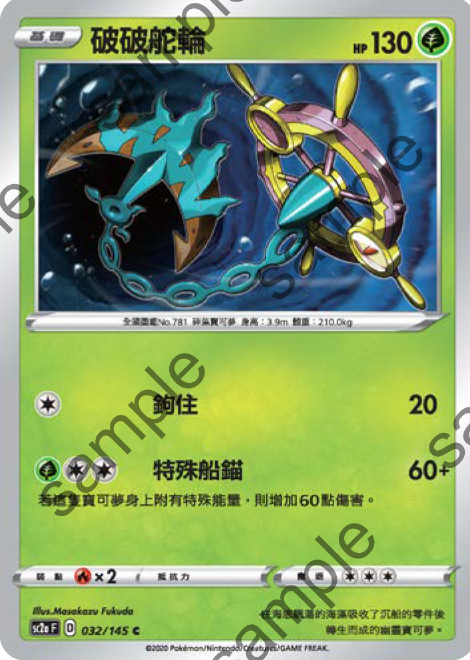 基礎 破破舵輪 HP 130
全國圖鑑No.781 碎藻寶可夢 身高：3.9m 體重：210.0kg
鉤住 20
特殊船錨 60+
若這隻寶可夢身上附有特殊能量，則增加60點傷害。
弱點 ×2 抵抗力 撤退
Illus.Masakazu Fukuda
sc2a F D 032/145 C
在海底飄蕩的海藻吸收了沉船的零件後
轉生而成的幽靈寶可夢。
©2020 Pokémon/Nintendo/Creatures/GAME FREAK.
sample
sample
sample
sample
sample
sample